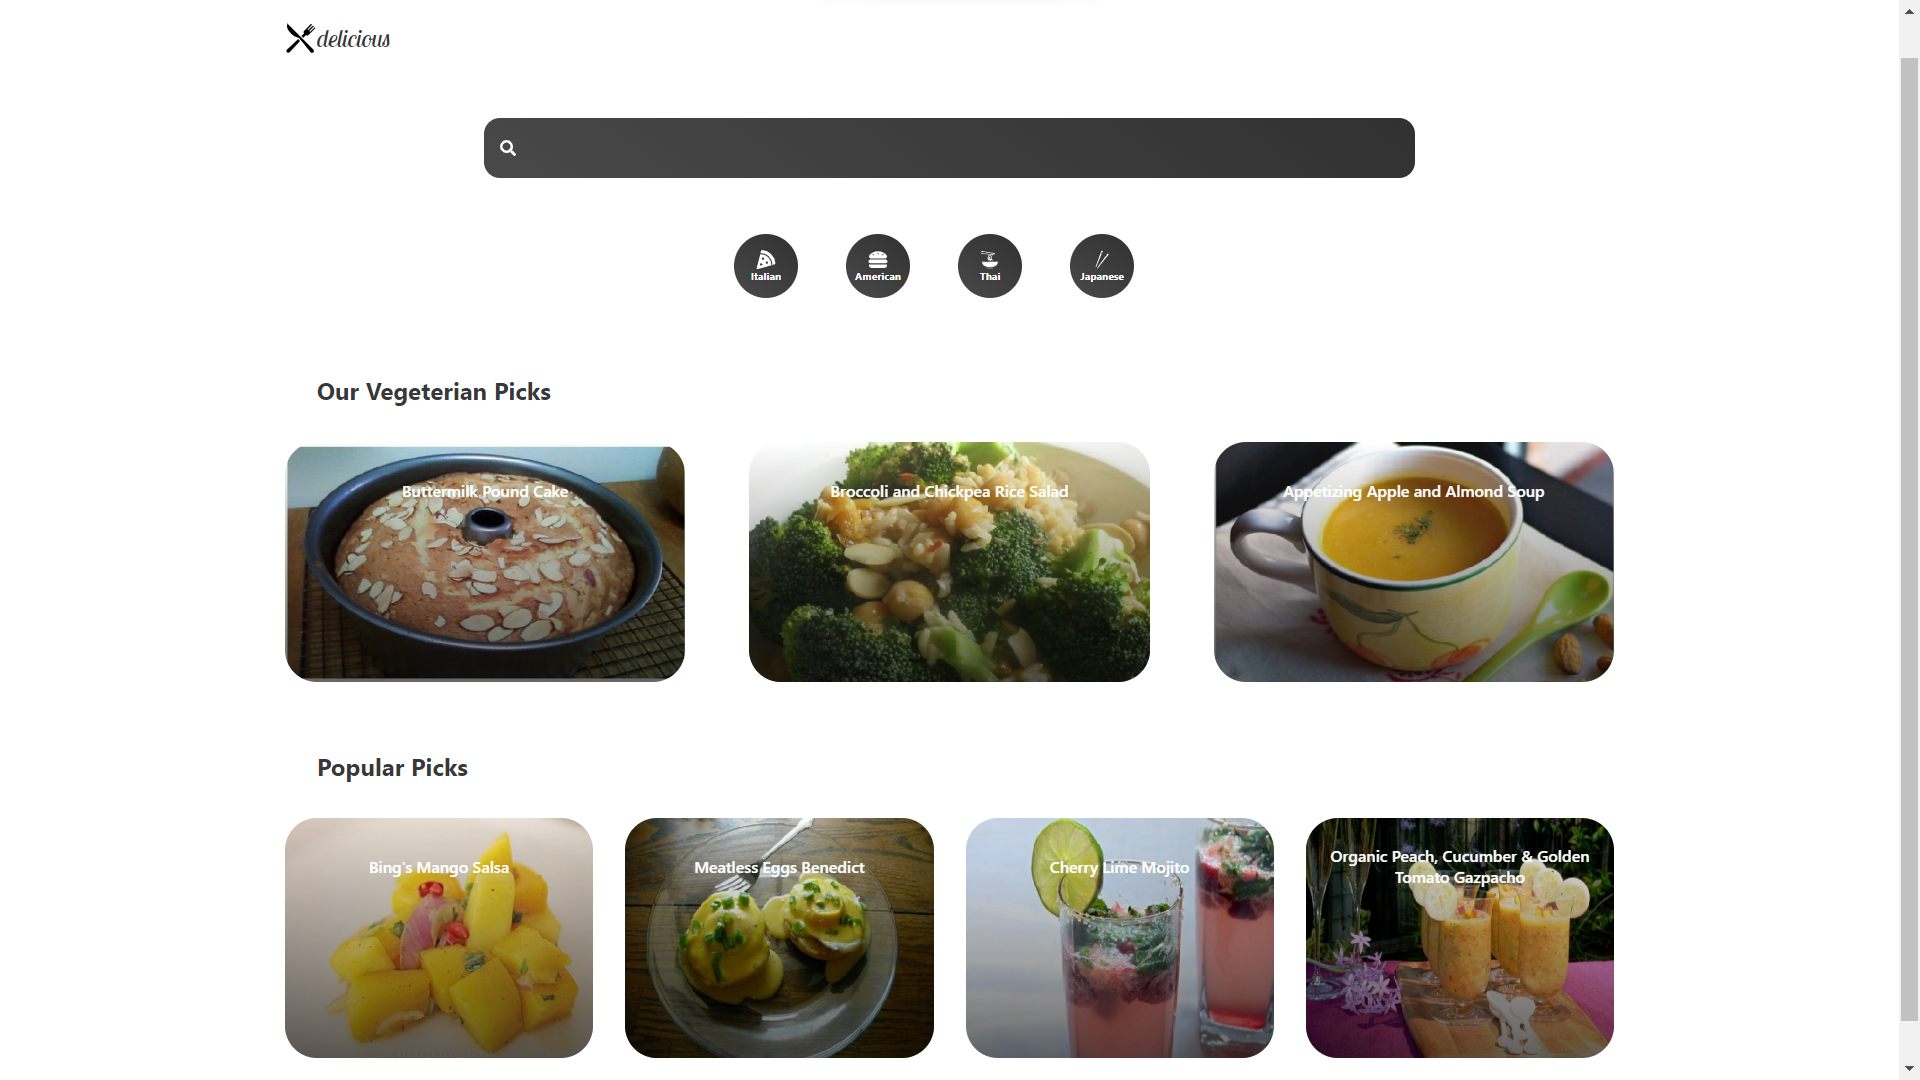 delicious
Italian
American
Thai
Japanese
Our Vegeterian Picks
Buttermilk Pound Cake
Broccoli and Chickpea Rice Salad
Appetizing Apple and Almond Soup
Popular Picks
Bing's Mango Salsa
Meatless Eggs Benedict
Cherry Lime Mojito
Organic Peach, Cucumber & Golden
Tomato Gazpacho